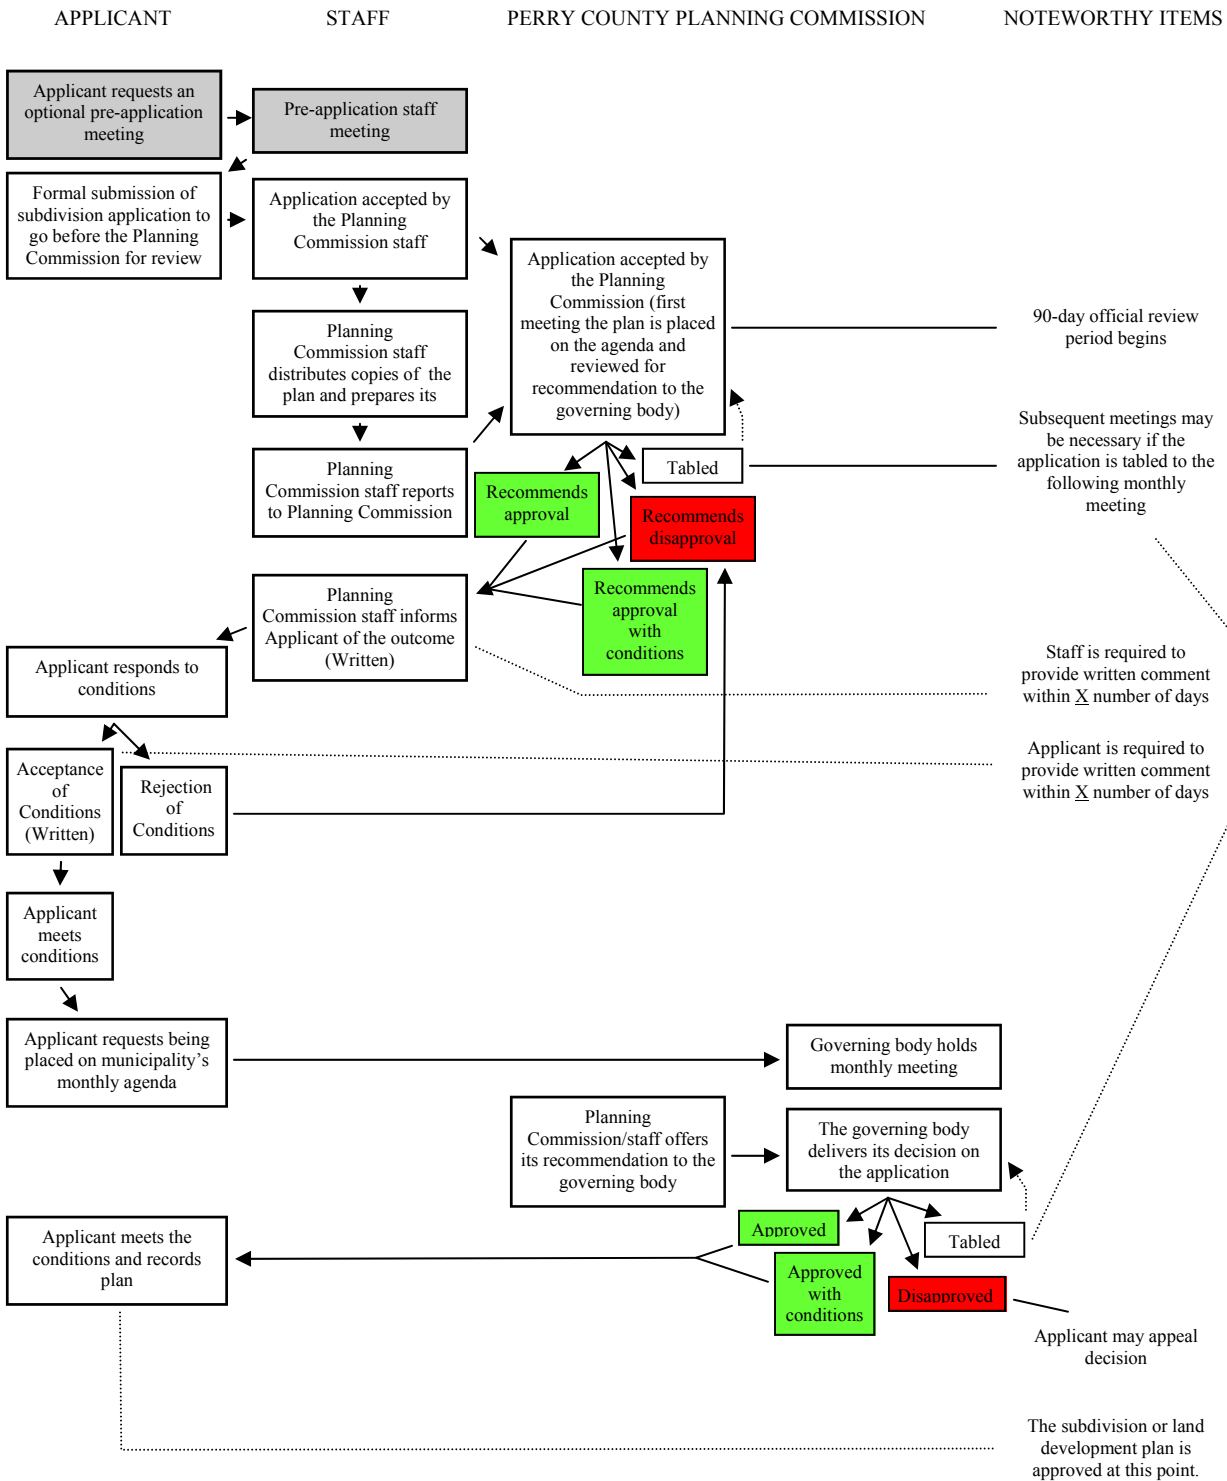 APPLICANT
STAFF
PERRY COUNTY PLANNING COMMISSION
NOTEWORTHY ITEMS
Applicant requests an
optional pre-application
meeting
Pre-application staff
meeting
Formal submission of
subdivision application to
go before the Planning
Commission for review
Application accepted by
the Planning
Commission staff
Application accepted by
the Planning
Commission (first
meeting the plan is placed
on the agenda and
reviewed for
recommendation to the
governing body)
90-day official review
period begins
Planning
Commission staff
distributes copies of the
plan and prepares its
Planning
Commission staff reports
to Planning Commission
Tabled
Subsequent meetings may
be necessary if the
application is tabled to the
following monthly
meeting
Recommends
approval
Recommends
disapproval
Recommends
approval
with
conditions
Planning
Commission staff informs
Applicant of the outcome
(Written)
Staff is required to
provide written comment
within X number of days
Applicant responds to
conditions
Applicant is required to
provide written comment
within X number of days
Acceptance
of
Conditions
(Written)
Rejection
of
Conditions
Applicant
meets
conditions
Applicant requests being
placed on municipality’s
monthly agenda
Governing body holds
monthly meeting
Planning
Commission/staff offers
its recommendation to the
governing body
The governing body
delivers its decision on
the application
Approved
Tabled
Approved
with
conditions
Disapproved
Applicant meets the
conditions and records
plan
Applicant may appeal
decision
The subdivision or land
development plan is
approved at this point.